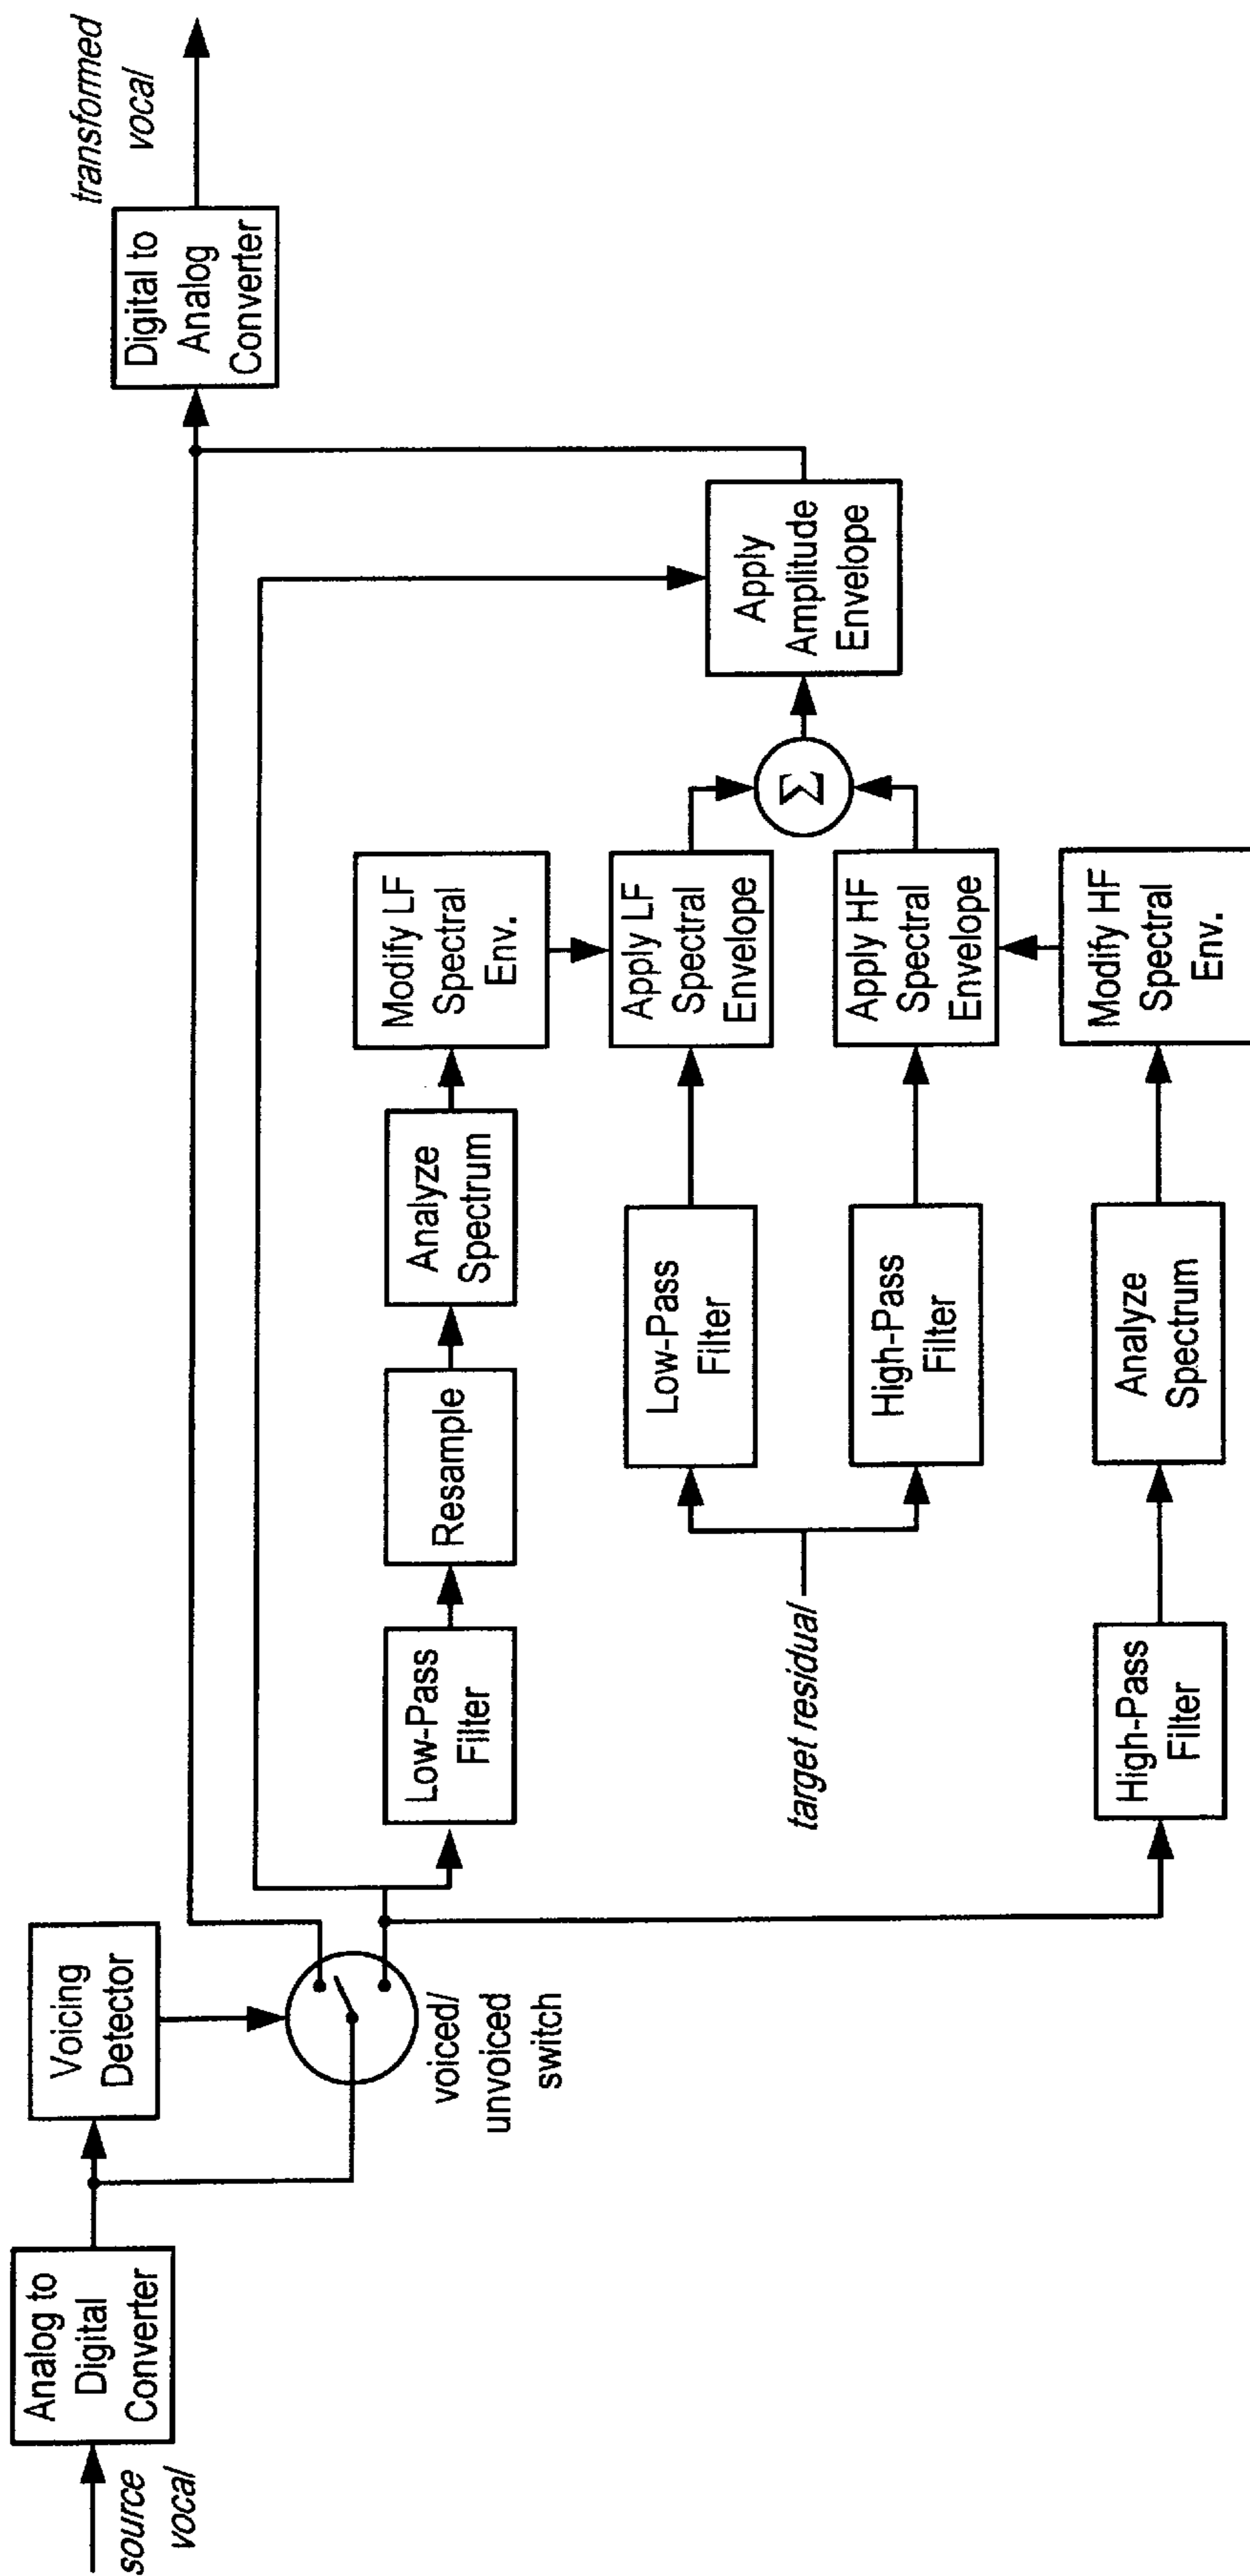 source
vocal
Analog to
Digital
Converter
Voicing
Detector
voiced/
unvoiced
switch
Low-Pass
Filter
Resample
Analyze
Spectrum
Modify LF
Spectral
Env.
target residual
Low-Pass
Filter
Apply LF
Spectral
Envelope
High-Pass
Filter
Apply HF
Spectral
Envelope
High-Pass
Filter
Analyze
Spectrum
Modify HF
Spectral
Env.
Σ
Apply
Amplitude
Envelope
Digital to
Analog
Converter
transformed
vocal